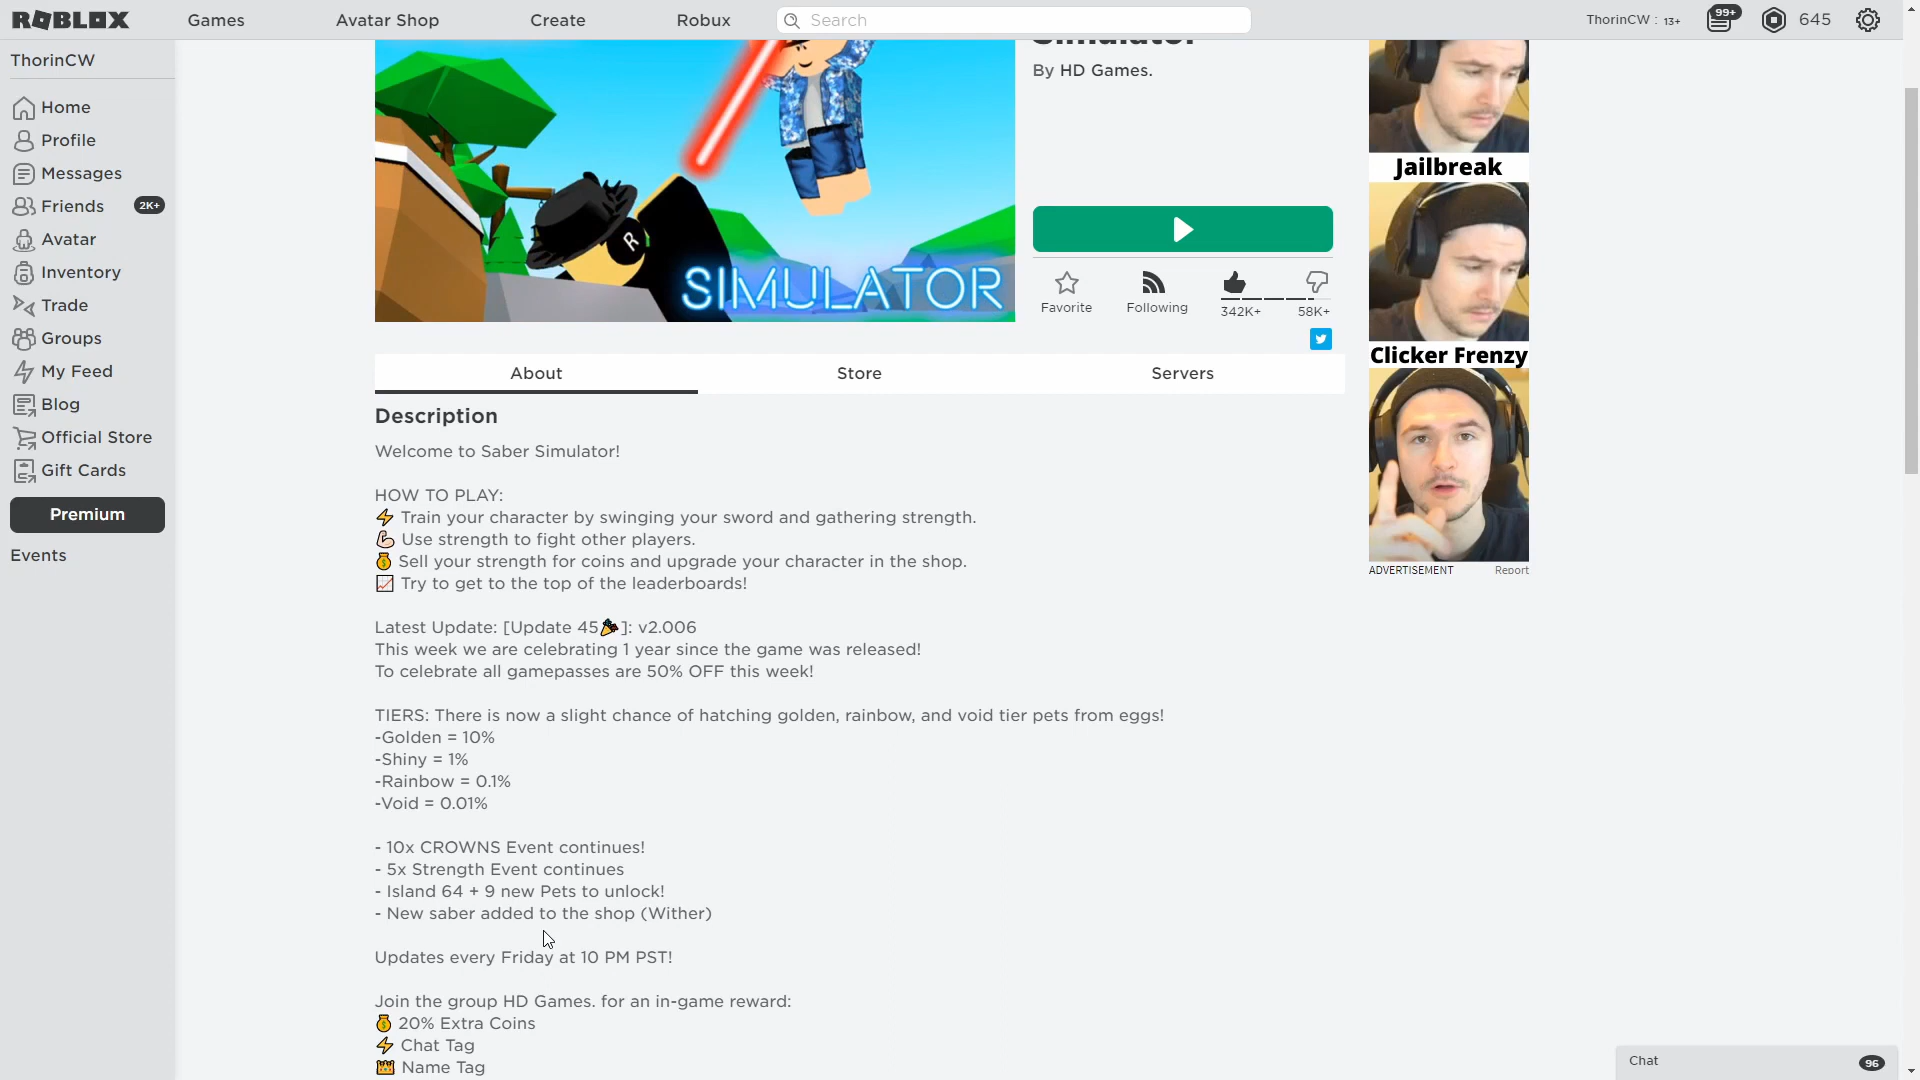 ROBLOX
Games
Avatar Shop
Create
Robux
Search
ThorinCW : 13+
99+
645
ThorinCW
Home
Profile
Messages
Friends
2K+
Avatar
Inventory
Trade
Groups
My Feed
Blog
Official Store
Gift Cards
Premium
Events
R
SIMULATOR
Simulator
By HD Games.
Favorite
Following
342K+
58K+
Jailbreak
Clicker Frenzy
ADVERTISEMENT
Report
About
Store
Servers
Description
Welcome to Saber Simulator!
HOW TO PLAY:
⚡ Train your character by swinging your sword and gathering strength.
💪 Use strength to fight other players.
💰 Sell your strength for coins and upgrade your character in the shop.
📈 Try to get to the top of the leaderboards!
Latest Update: [Update 45🎉]: v2.006
This week we are celebrating 1 year since the game was released!
To celebrate all gamepasses are 50% OFF this week!
TIERS: There is now a slight chance of hatching golden, rainbow, and void tier pets from eggs!
-Golden = 10%
-Shiny = 1%
-Rainbow = 0.1%
-Void = 0.01%
- 10x CROWNS Event continues!
- 5x Strength Event continues
- Island 64 + 9 new Pets to unlock!
- New saber added to the shop (Wither)
Updates every Friday at 10 PM PST!
Join the group HD Games. for an in-game reward:
💰 20% Extra Coins
⚡ Chat Tag
👑 Name Tag
Chat
96